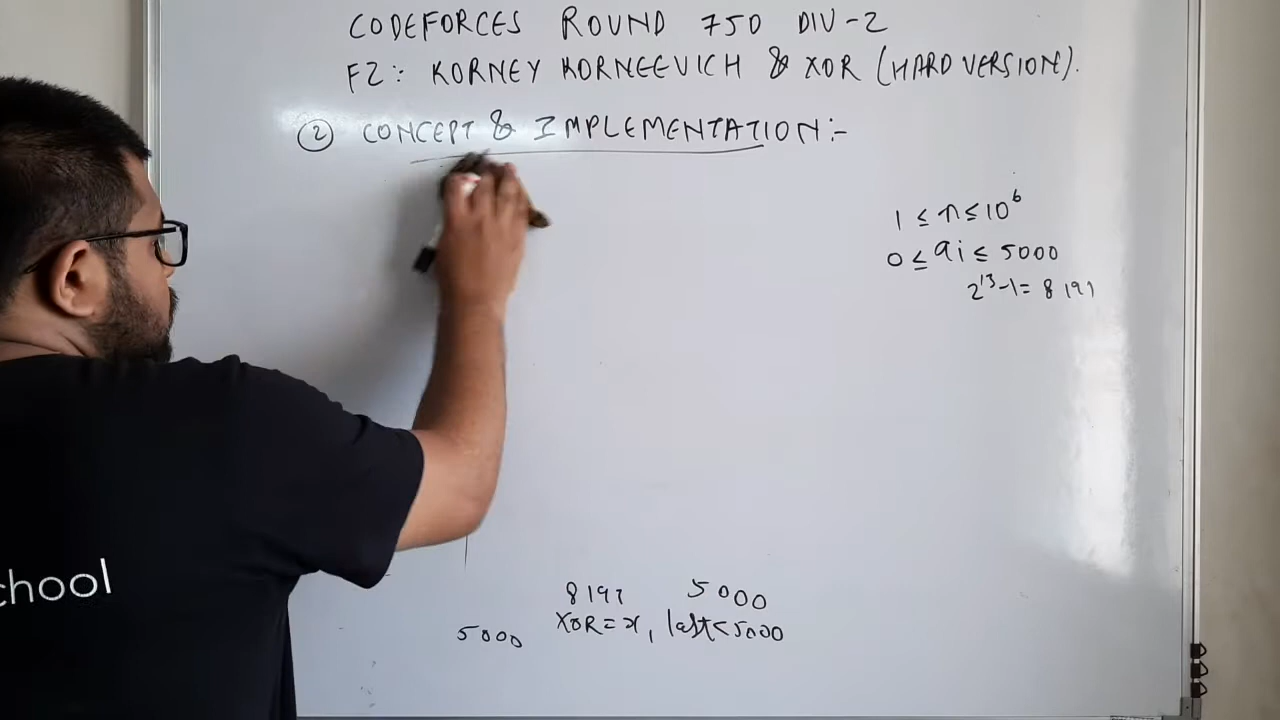 CODEFORCES ROUND 750 DIV-2
F2: KORNEY KORNEEVICH & XOR (HARD VERSION).
② CONCEPT & IMPLEMENTATION:-
1 ≤ n ≤ 10⁶
0 ≤ ai ≤ 5000
2¹³-1 = 8191
8191 5000
XOR = x, last < 5000
5000
chool